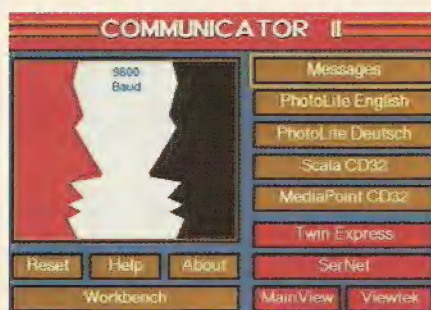 COMMUNICATOR II
9600
Baud
Messages
PhotoLite English
PhotoLite Deutsch
Scala CD32
MediaPoint CD32
Twin Express
Reset Help About
SerNet
Workbench
MainView Viewtek